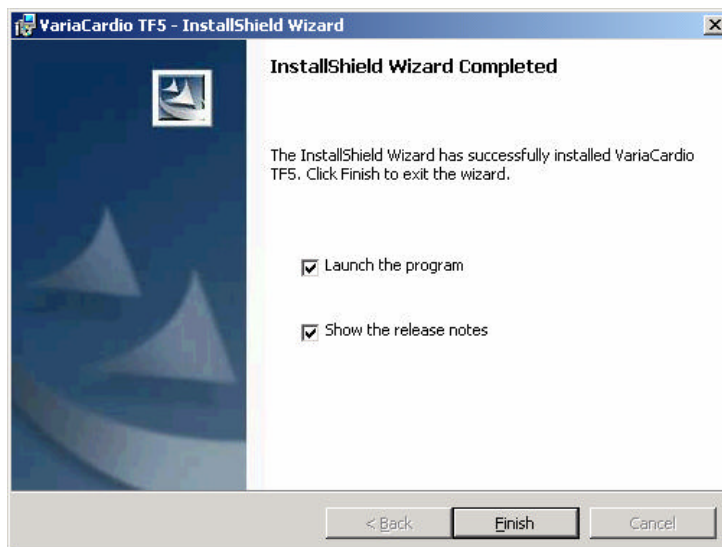 VariaCardio TF5 - InstallShield Wizard
InstallShield Wizard Completed
The InstallShield Wizard has successfully installed VariaCardio
TF5. Click Finish to exit the wizard.
Launch the program
Show the release notes
< Back
Finish
Cancel